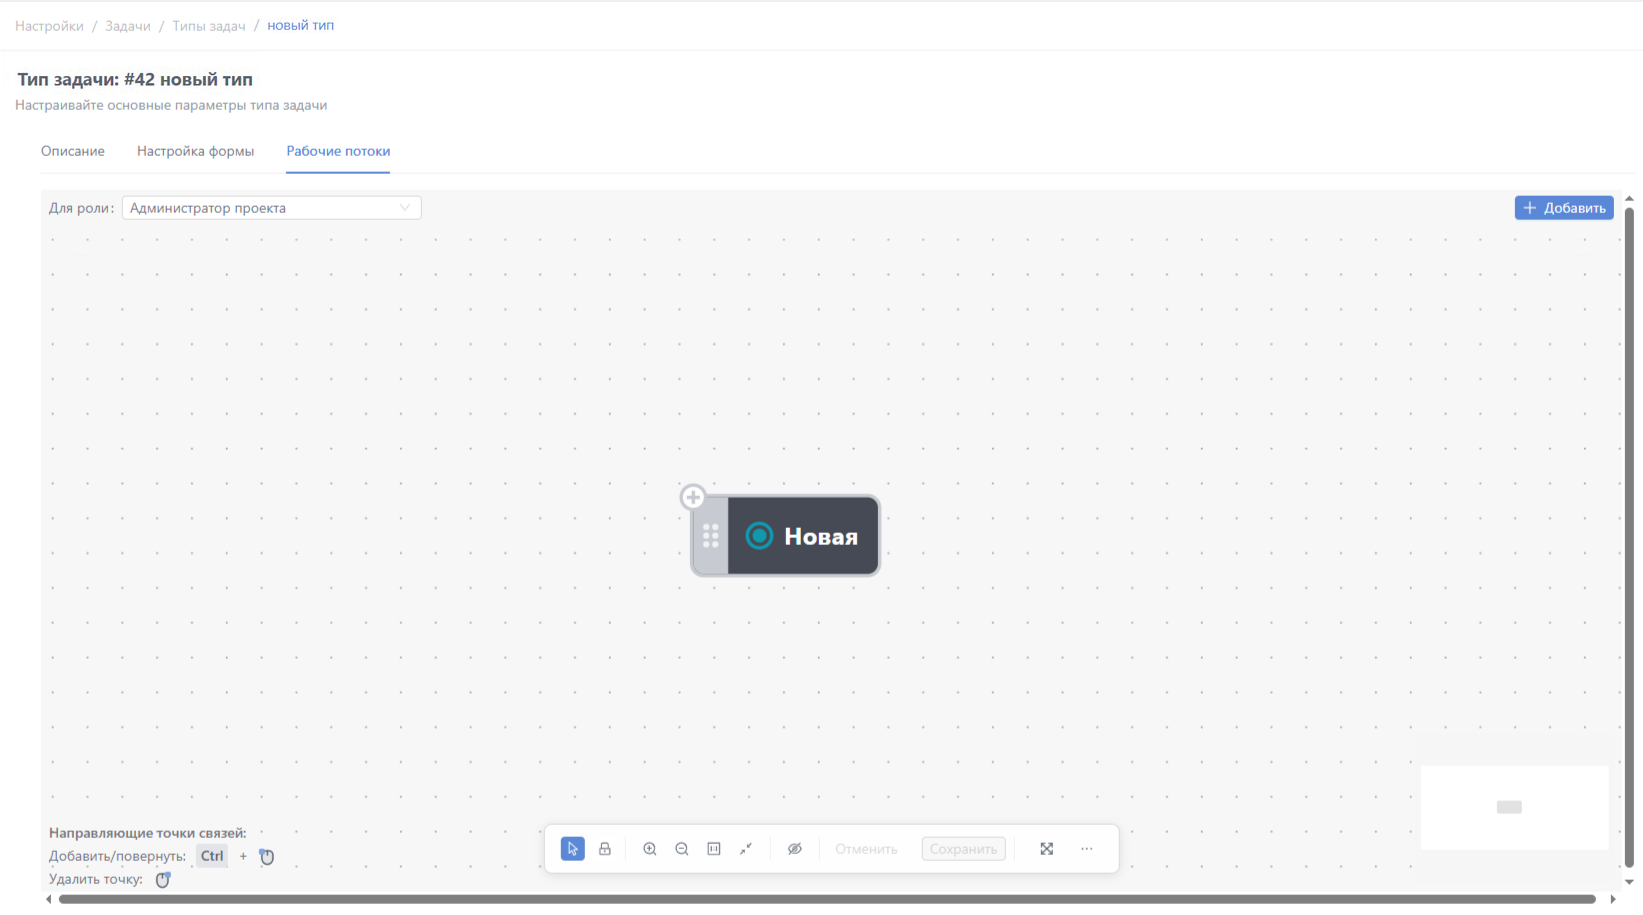 Настройки / Задачи / Типы задач / новый тип
Тип задачи: #42 новый тип
Настраивайте основные параметры типа задачи
Описание Настройка формы Рабочие потоки
Для роли: Администратор проекта
+ Добавить
Новая
Направляющие точки связей:
Добавить/повернуть: Ctrl +
Удалить точку:
Отменить Сохранить ...